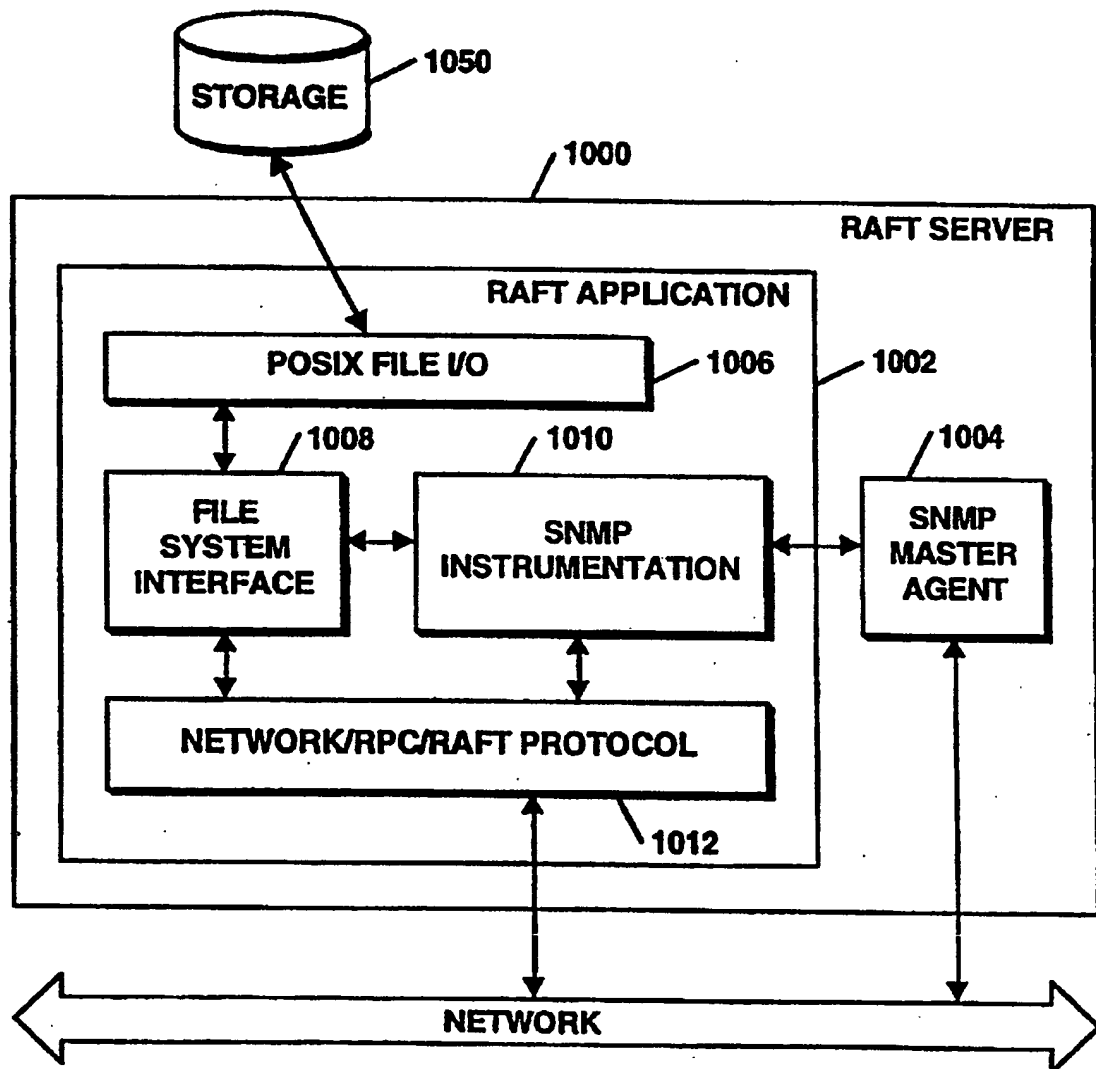 STORAGE
1050
1000
RAFT SERVER
RAFT APPLICATION
POSIX FILE I/O
1006
1002
1008
1010
1004
FILE
SYSTEM
INTERFACE
SNMP
INSTRUMENTATION
SNMP
MASTER
AGENT
NETWORK/RPC/RAFT PROTOCOL
1012
NETWORK